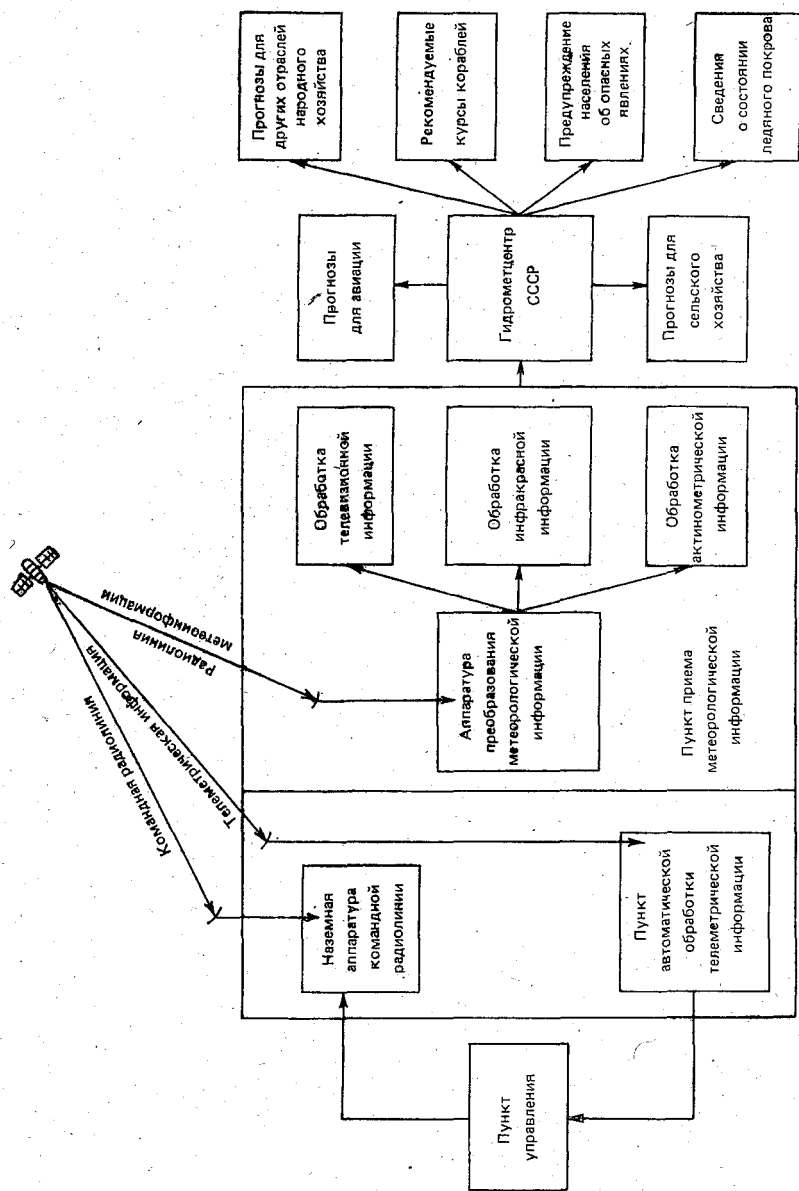 Командная радиолиния
Телеметрическая информация
Радиолиния
метеоинформации
Пункт
управления
Наземная
аппаратура
командной
радиолинии
Пункт
автоматической
обработки
телеметрической
информации
Аппаратура
преобразования
метеорологической
информации
Пункт приема
метеорологической
информации
Обработка
телевизионной
информации
Обработка
инфракрасной
информации
Обработка
актинометрической
информации
Прогнозы
для авиации
Гидрометцентр
СССР
Прогнозы для
сельского
хозяйства
Прогнозы для
других отраслей
народного
хозяйства
Рекомендуемые
курсы кораблей
Предупреждение
населения
об опасных
явлениях
Сведения
о состоянии
ледяного покрова